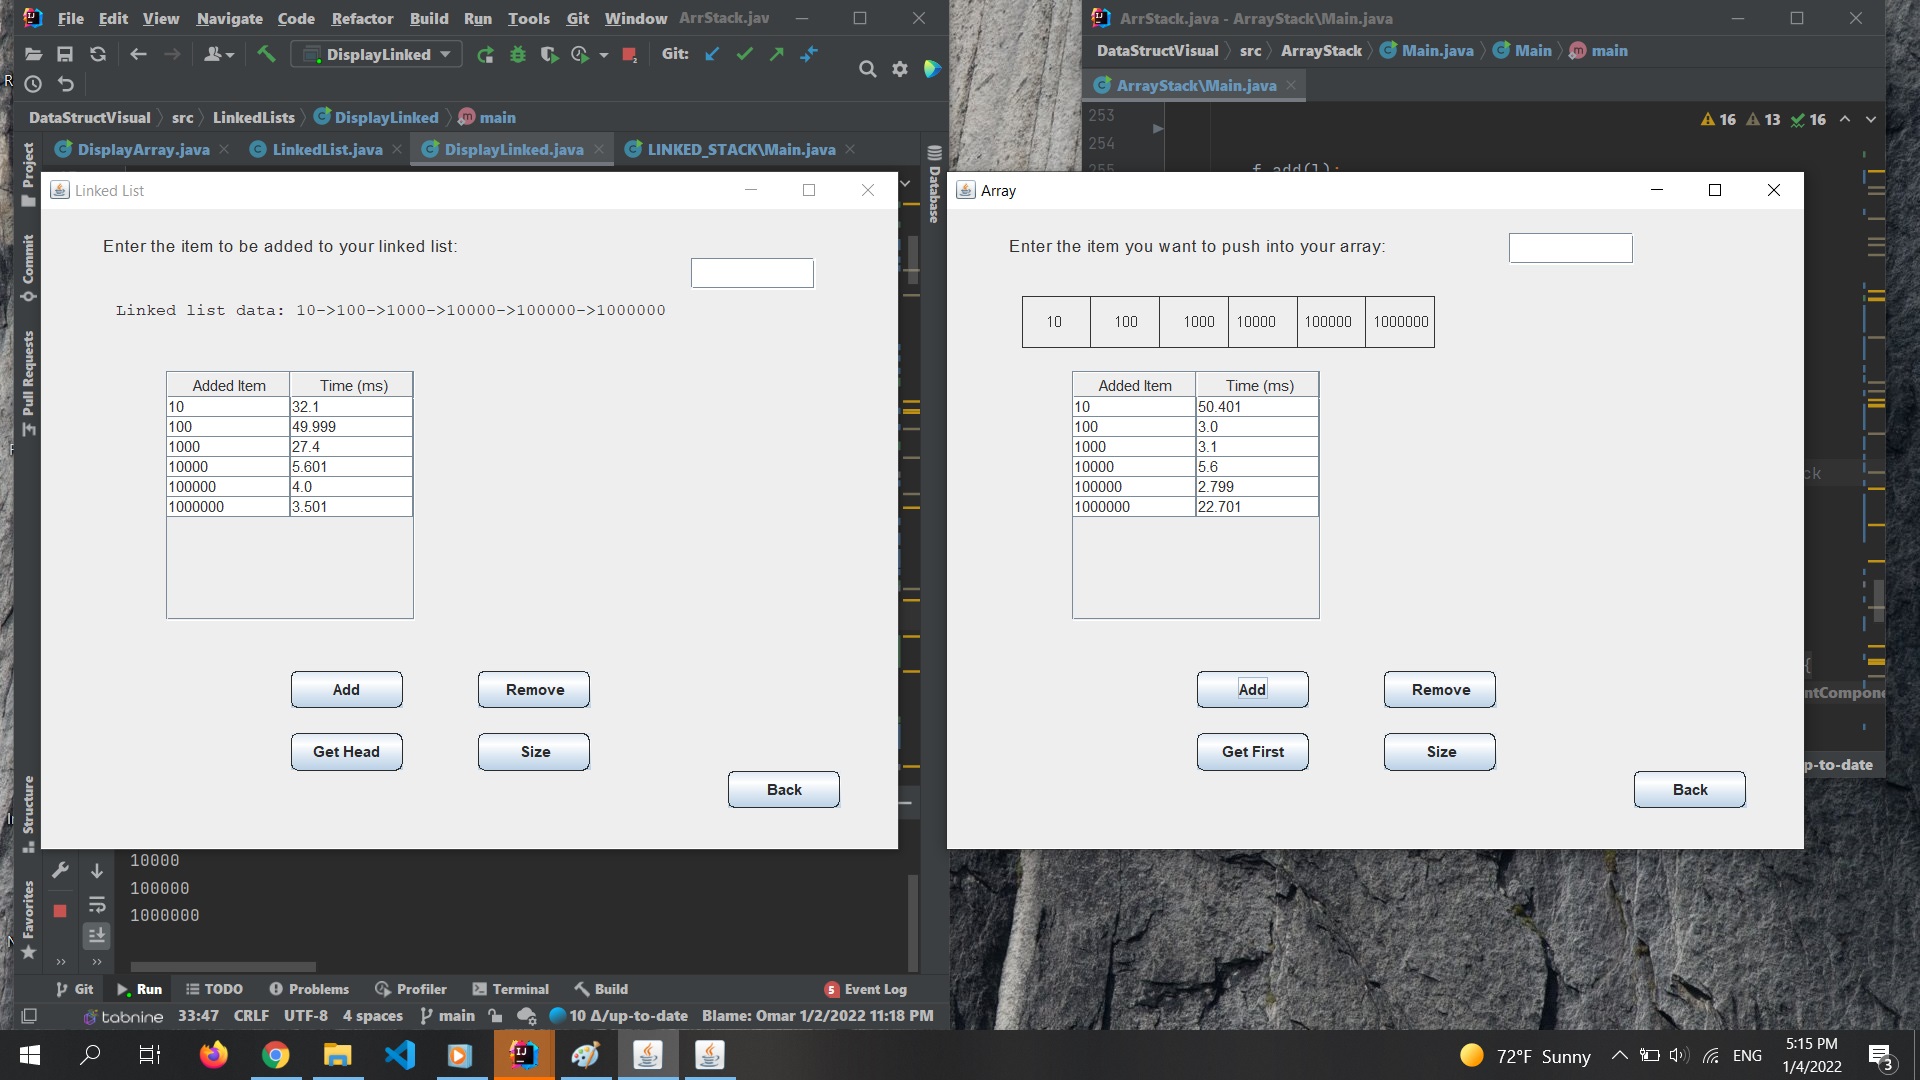 File Edit View Navigate Code Refactor Build Run Tools Git Window ArrStack.jav
DisplayLinked Git:
DataStructVisual src LinkedLists DisplayLinked main
DisplayArray.java LinkedList.java DisplayLinked.java LINKED_STACK\Main.java
Project
Commit
Pull Requests
Structure
Favorites
Database
Linked List
Enter the item to be added to your linked list:
Linked list data: 10->100->1000->10000->100000->1000000
Added Item Time (ms)
10 32.1
100 49.999
1000 27.4
10000 5.601
100000 4.0
1000000 3.501
Add Remove
Get Head Size
Back
10000
100000
1000000
Git Run TODO Problems Profiler Terminal Build 5 Event Log
tabnine 33:47 CRLF UTF-8 4 spaces main 10 Δ/up-to-date Blame: Omar 1/2/2022 11:18 PM
ArrStack.java - ArrayStack\Main.java
DataStructVisual src ArrayStack Main.java Main main
ArrayStack\Main.java
253
254
255 f.add(l);
16 13 16
Array
Enter the item you want to push into your array:
10 100 1000 10000 100000 1000000
Added Item Time (ms)
10 50.401
100 3.0
1000 3.1
10000 5.6
100000 2.799
1000000 22.701
Add Remove
Get First Size
Back
ck
{
ntCompone
p-to-date
72°F Sunny ENG
5:15 PM
1/4/2022
3